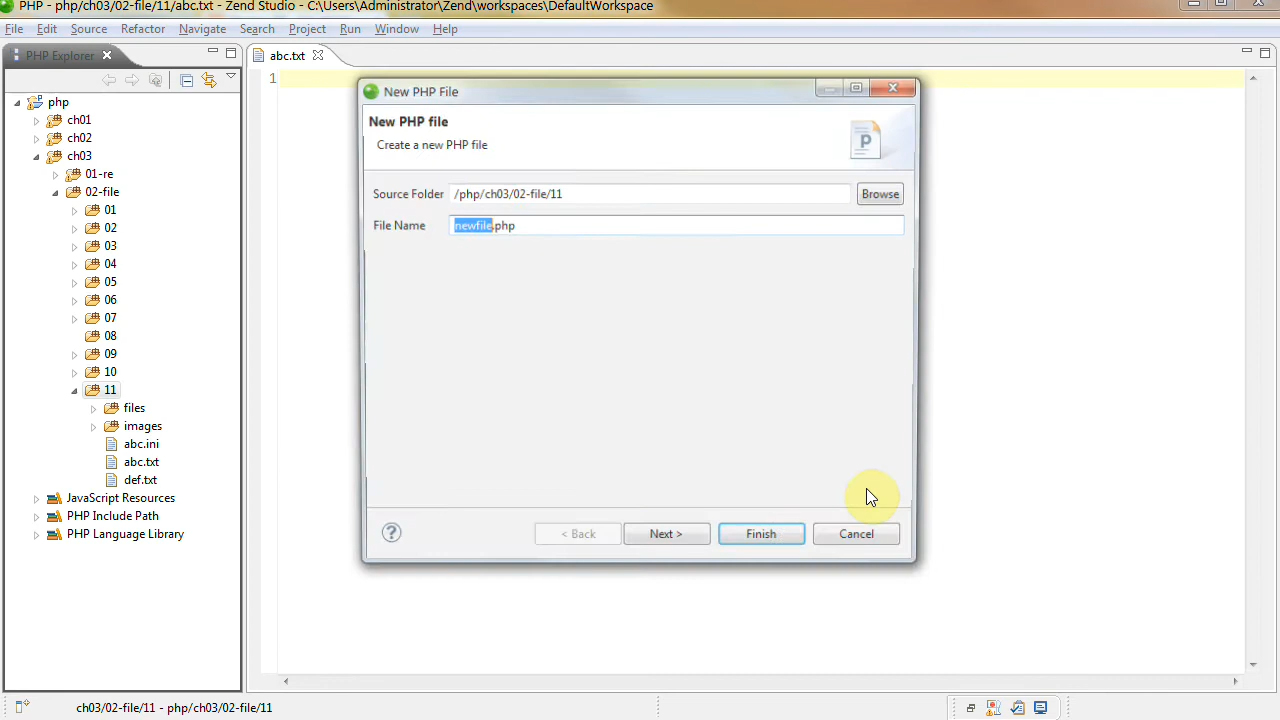 PHP - php/ch03/02-file/11/abc.txt - Zend Studio - C:\Users\Administrator\Zend\workspaces\DefaultWorkspace
File Edit Source Refactor Navigate Search Project Run Window Help
PHP Explorer
abc.txt
1
php
ch01
ch02
ch03
01-re
02-file
01
02
03
04
05
06
07
08
09
10
11
files
images
abc.ini
abc.txt
def.txt
JavaScript Resources
PHP Include Path
PHP Language Library
New PHP File
New PHP file
Create a new PHP file
P
Source Folder /php/ch03/02-file/11 Browse
File Name newfile.php
? < Back Next > Finish Cancel
ch03/02-file/11 - php/ch03/02-file/11